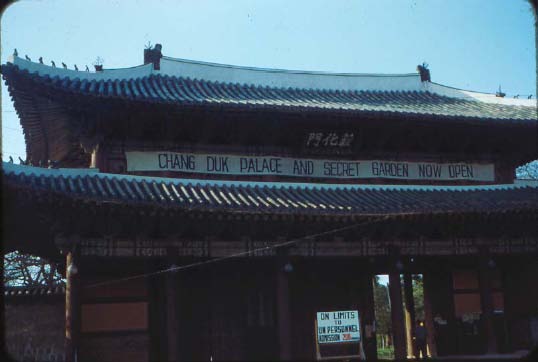 門化敦
CHANG DUK PALACE AND SECRET GARDEN NOW OPEN
ON LIMITS
TO
UN PERSONNEL
ADMISSION